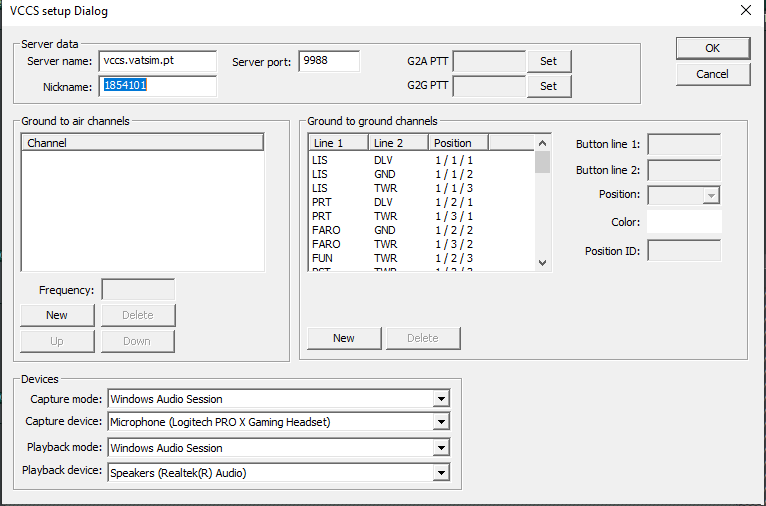 VCCS setup Dialog
Server data
Server name: vccs.vatsim.pt Server port: 9988 G2A PTT Set OK
Nickname: 1854101 G2G PTT Set Cancel
Ground to air channels
Channel
Frequency:
New Delete
Up Down
Ground to ground channels
Line 1 Line 2 Position
LIS DLV 1 / 1 / 1
LIS GND 1 / 1 / 2
LIS TWR 1 / 1 / 3
PRT DLV 1 / 2 / 1
PRT TWR 1 / 3 / 1
FARO GND 1 / 2 / 2
FARO TWR 1 / 3 / 2
FUN TWR 1 / 2 / 3
TWR
New Delete
Button line 1:
Button line 2:
Position:
Color:
Position ID:
Devices
Capture mode: Windows Audio Session
Capture device: Microphone (Logitech PRO X Gaming Headset)
Playback mode: Windows Audio Session
Playback device: Speakers (Realtek(R) Audio)